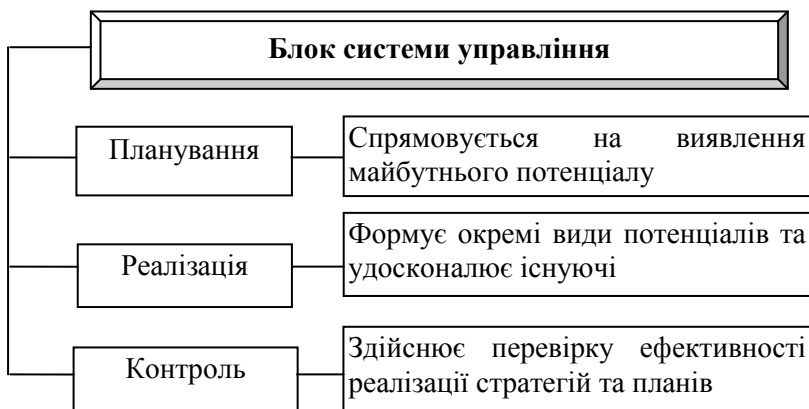 Блок системи управління
Планування
Спрямовується на виявлення
майбутнього потенціалу
Реалізація
Формує окремі види потенціалів та
удосконалює існуючі
Контроль
Здійснює перевірку ефективності
реалізації стратегій та планів